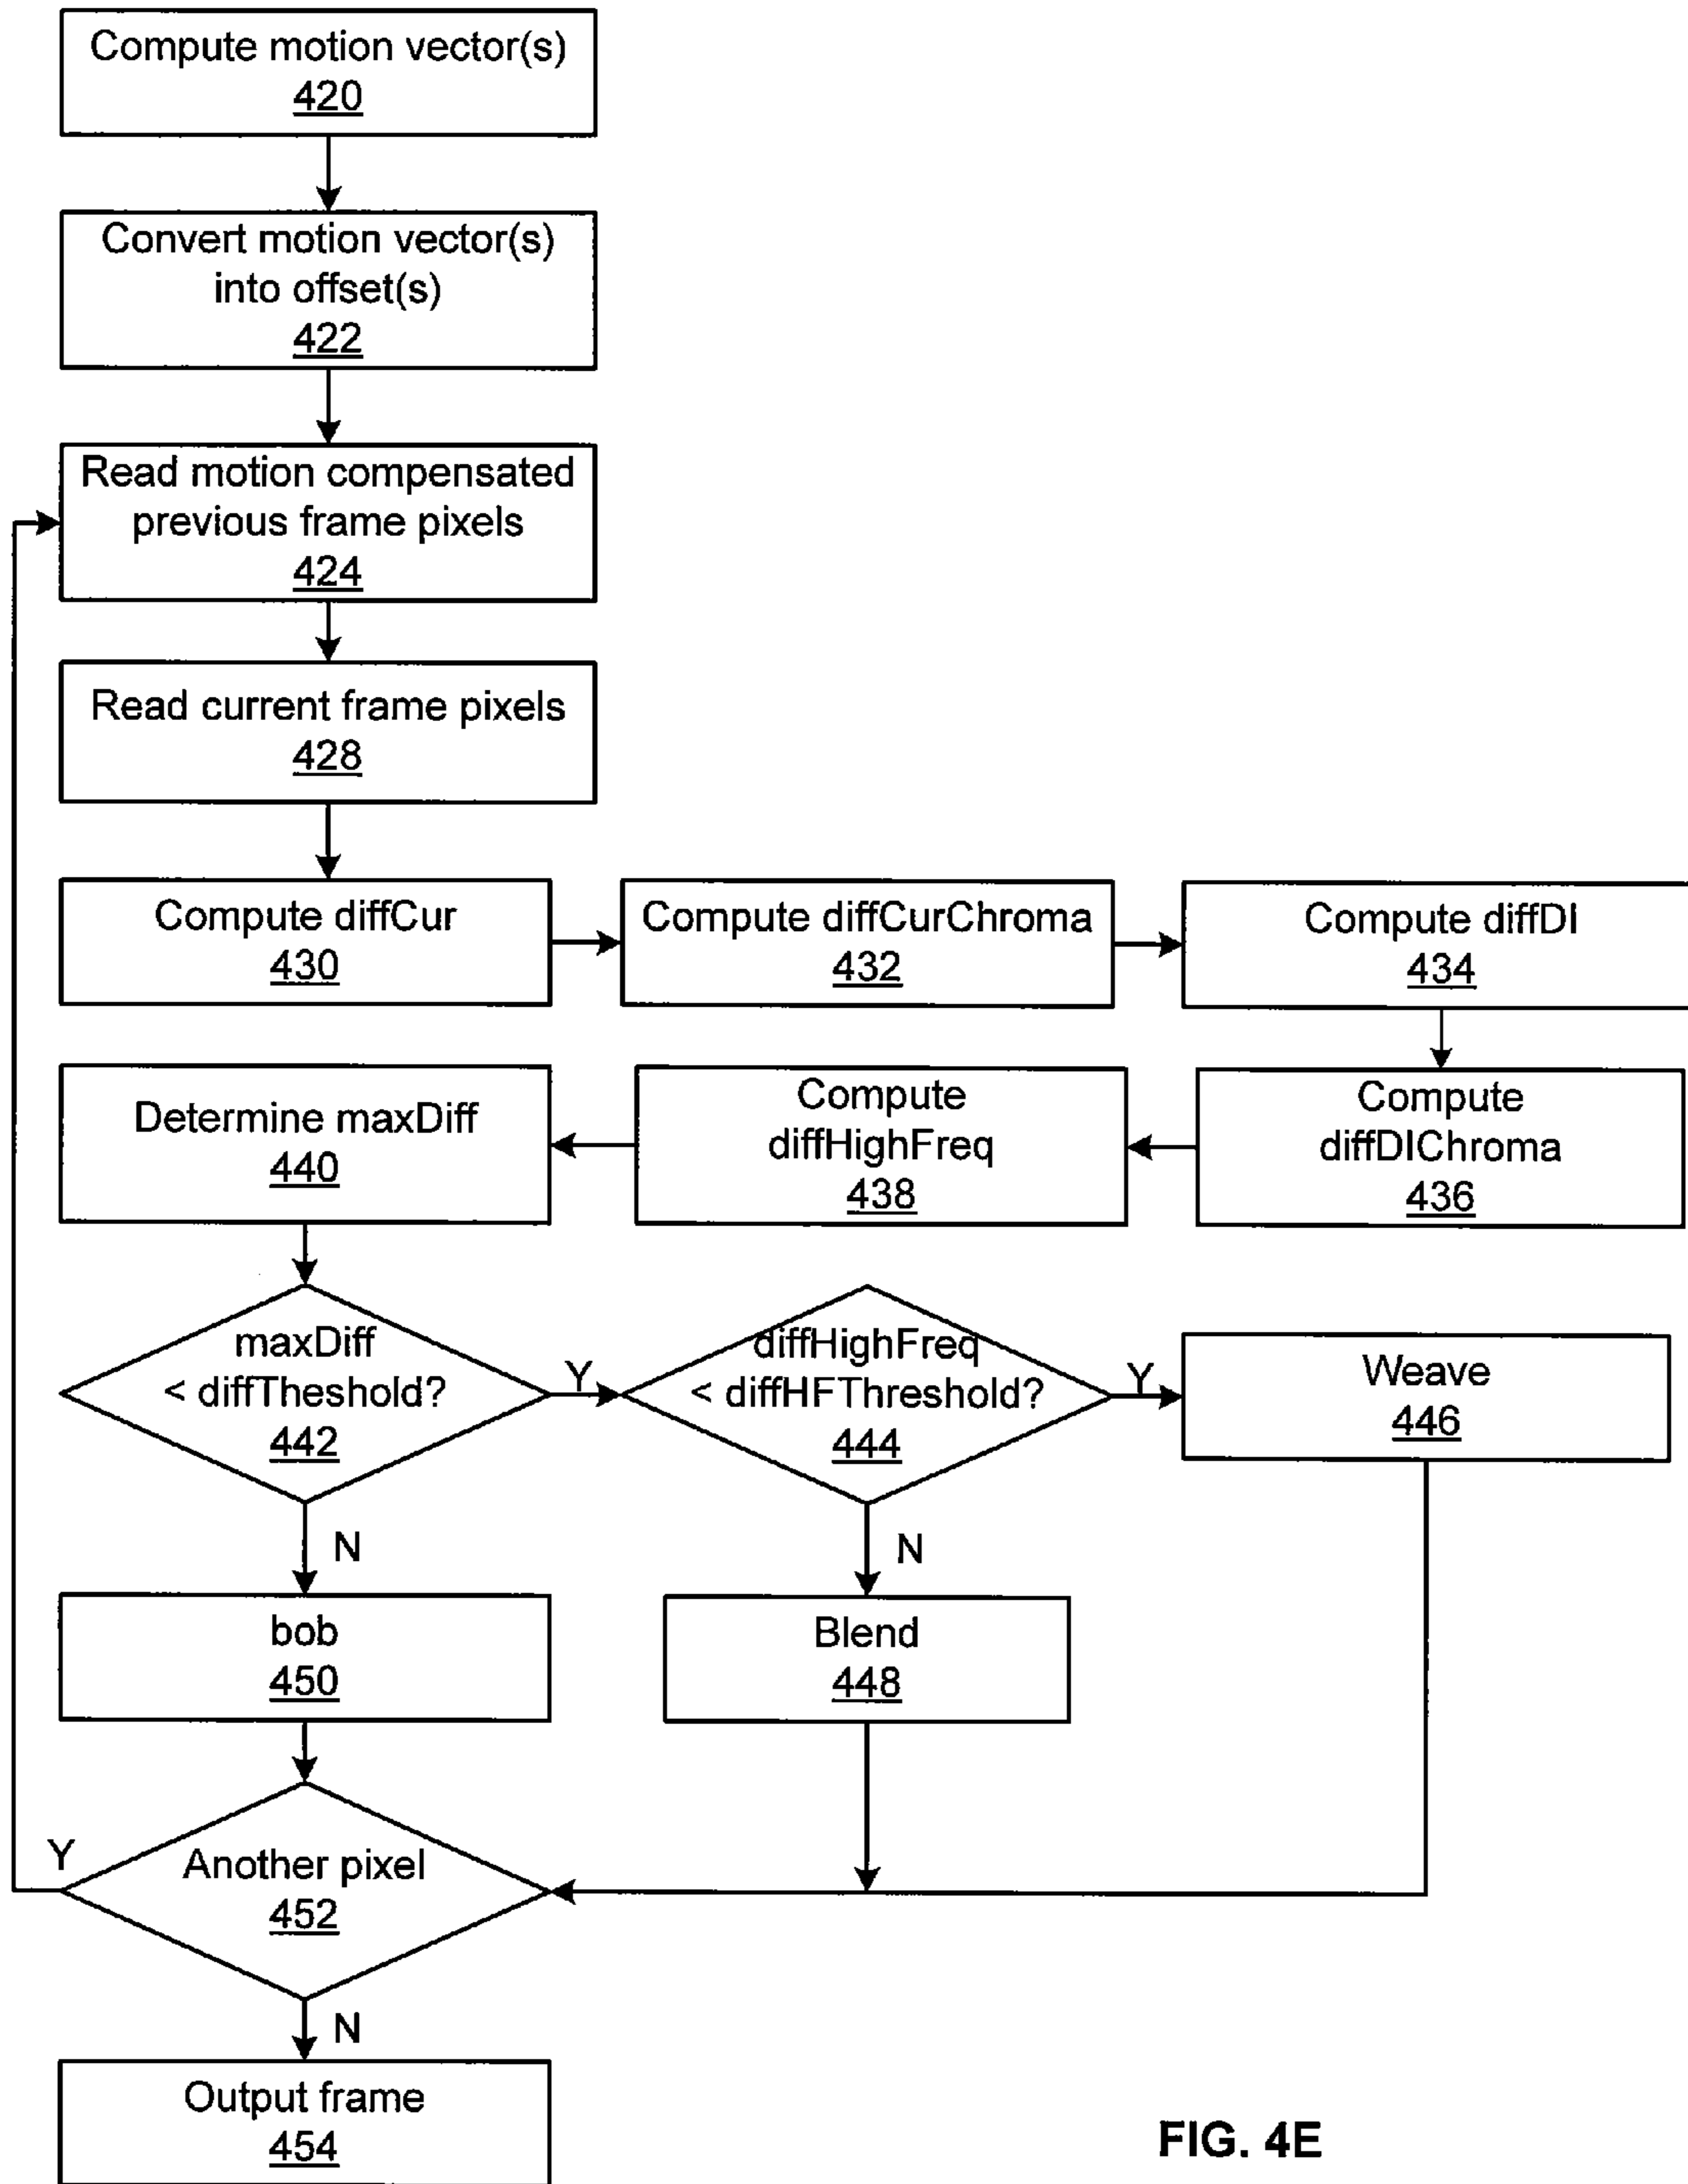 Compute motion vector(s)
420
Convert motion vector(s)
into offset(s)
422
Read motion compensated
previous frame pixels
424
Read current frame pixels
428
Compute diffCur
430
Compute diffCurChroma
432
Compute diffDI
434
Compute
diffDIChroma
436
Compute
diffHighFreq
438
Determine maxDiff
440
maxDiff
< diffTheshold?
442
Y
N
diffHighFreq
< diffHFThreshold?
444
Y
N
Weave
446
Blend
448
bob
450
Another pixel
452
Y
N
Output frame
454
FIG. 4E